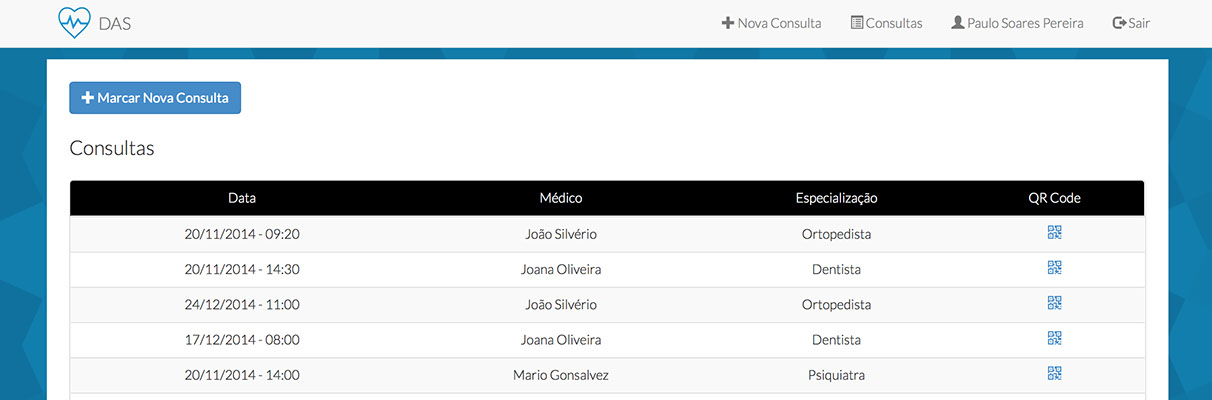 DAS Nova Consulta Consultas Paulo Soares Pereira Sair
Marcar Nova Consulta
Consultas
Data Médico Especialização QR Code
20/11/2014 - 09:20 João Silvério Ortopedista
20/11/2014 - 14:30 Joana Oliveira Dentista
24/12/2014 - 11:00 João Silvério Ortopedista
17/12/2014 - 08:00 Joana Oliveira Dentista
20/11/2014 - 14:00 Mario Gonsalvez Psiquiatra